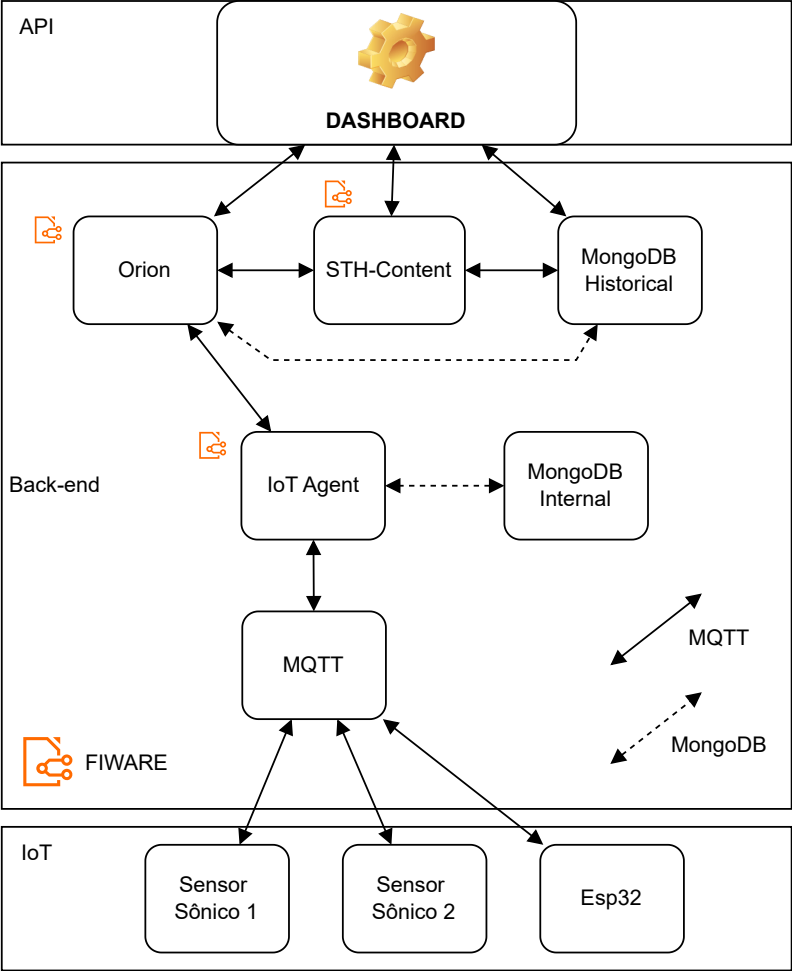 API
DASHBOARD
Orion
STH-Content
MongoDB
Historical
Back-end
IoT Agent
MongoDB
Internal
MQTT
MQTT
MongoDB
FIWARE
IoT
Sensor
Sônico 1
Sensor
Sônico 2
Esp32